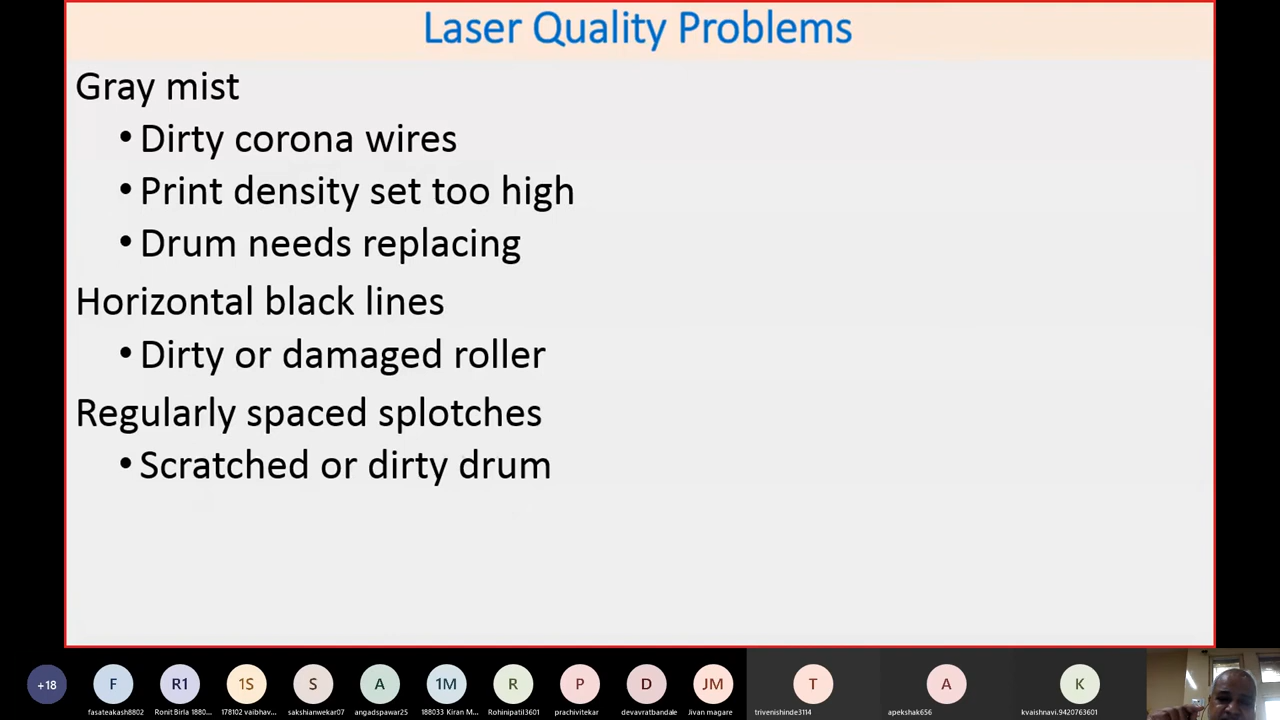 Laser Quality Problems
Gray mist
• Dirty corona wires
• Print density set too high
• Drum needs replacing
Horizontal black lines
• Dirty or damaged roller
Regularly spaced splotches
• Scratched or dirty drum
+18 F R1 1S S A 1M R P D JM T A K
fasateakash8802 Ronit Birla 1880... 178102 vaibhav... sakshianwekar07 angadspawar25 188033 Kiran M... Rohinipatil3601 prachivitekar devavratbandale Jivan magare trivenishinde3114 apekshak656 kvaishnavi.9420763601